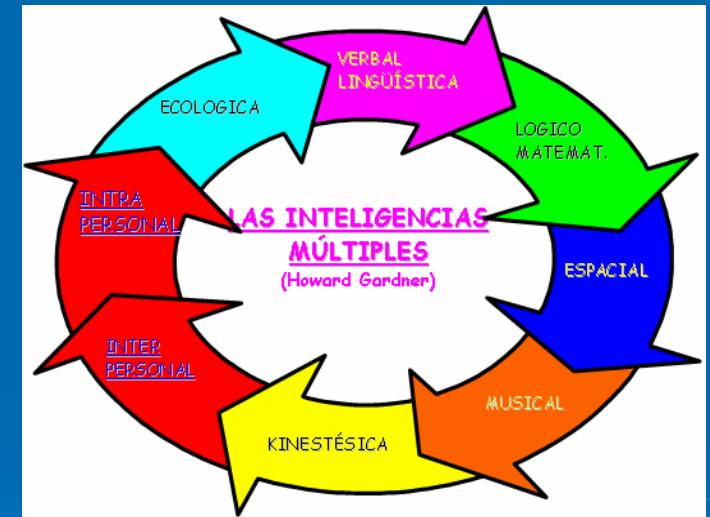 VERBAL
LINGÜÍSTICA
LOGICO
MATEMAT.
ESPACIAL
MUSICAL
KINESTÉSICA
INTER
PERSONAL
INTRA
PERSONAL
ECOLOGICA
LAS INTELIGENCIAS
MÚLTIPLES
(Howard Gardner)